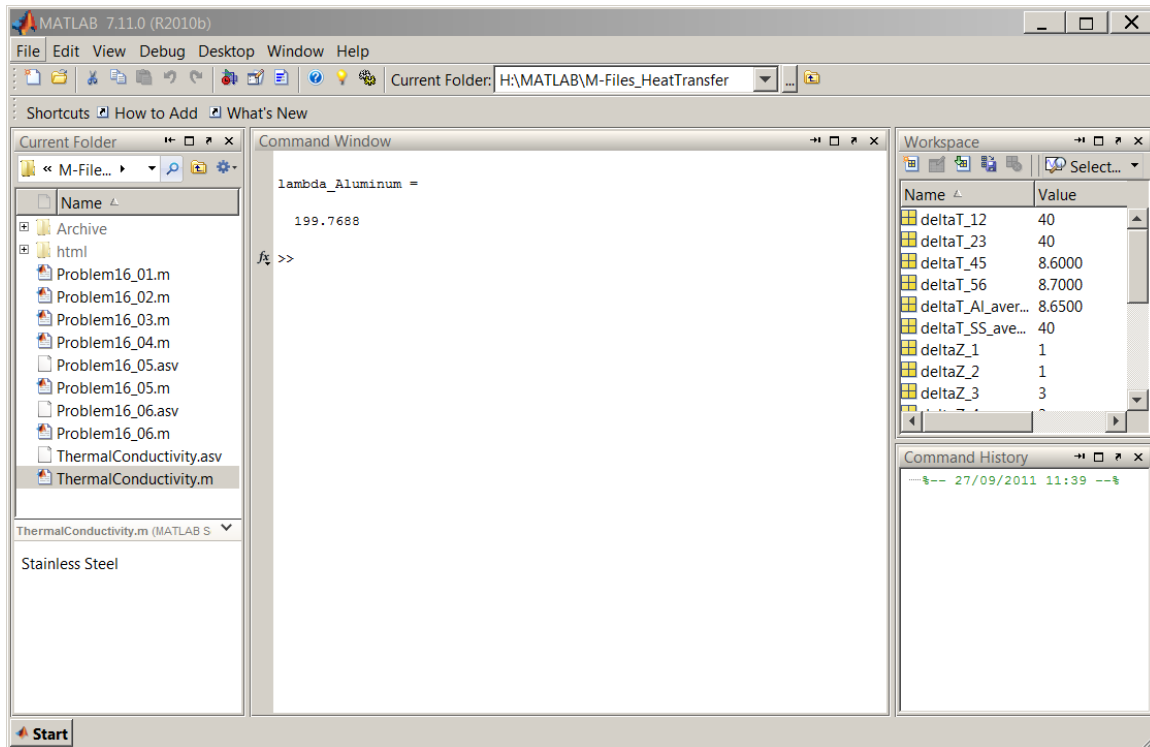 MATLAB 7.11.0 (R2010b)
File Edit View Debug Desktop Window Help
Current Folder: H:\MATLAB\M-Files_HeatTransfer ...
Shortcuts How to Add What's New
Current Folder
« M-File...
Name
Archive
html
Problem16_01.m
Problem16_02.m
Problem16_03.m
Problem16_04.m
Problem16_05.asv
Problem16_05.m
Problem16_06.asv
Problem16_06.m
ThermalConductivity.asv
ThermalConductivity.m
ThermalConductivity.m (MATLAB S
Stainless Steel
Command Window
lambda_Aluminum =
199.7688
fx >>
Workspace
Select...
Name Value
deltaT_12 40
deltaT_23 40
deltaT_45 8.6000
deltaT_56 8.7000
deltaT_Al_aver... 8.6500
deltaT_SS_ave... 40
deltaZ_1 1
deltaZ_2 1
deltaZ_3 3
Command History
%-- 27/09/2011 11:39 --%
Start